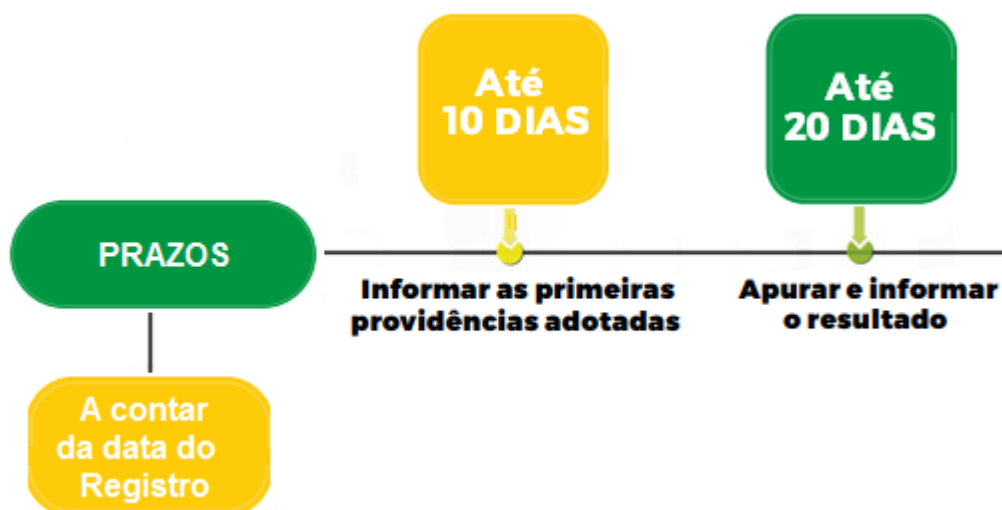 Até
10 DIAS
Até
20 DIAS
PRAZOS
Informar as primeiras
providências adotadas
Apurar e informar
o resultado
A contar
da data do
Registro